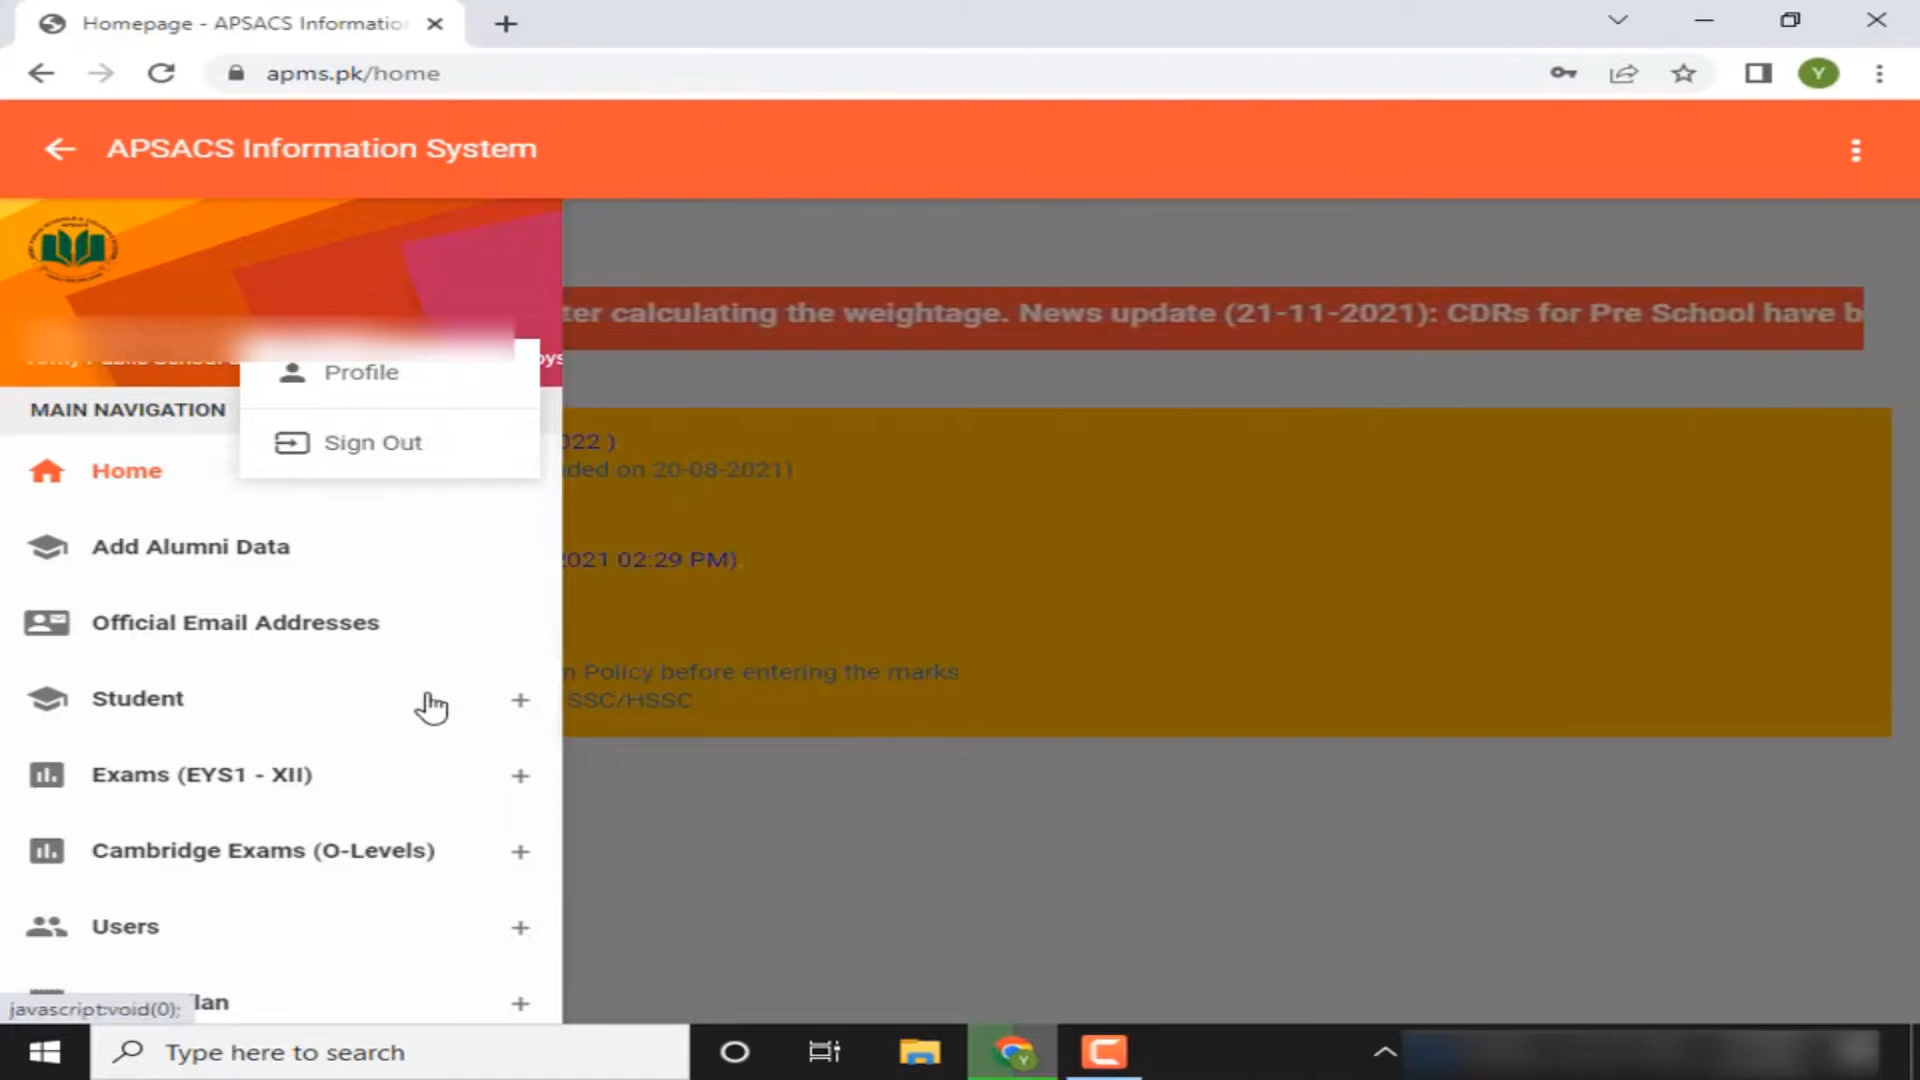 Homepage - APSACS Informatio
apms.pk/home
Y
APSACS Information System
ter calculating the weightage. News update (21-11-2021): CDRs for Pre School have b
Profile
MAIN NAVIGATION
Sign Out
022 ).
ded on 20-08-2021)
Home
Add Alumni Data
2021 02:29 PM).
Official Email Addresses
n Policy before entering the marks
Student
SSC/HSSC
Exams (EYS1 - XII)
Cambridge Exams (O-Levels)
Users
lan
javascript:void(0);
Type here to search